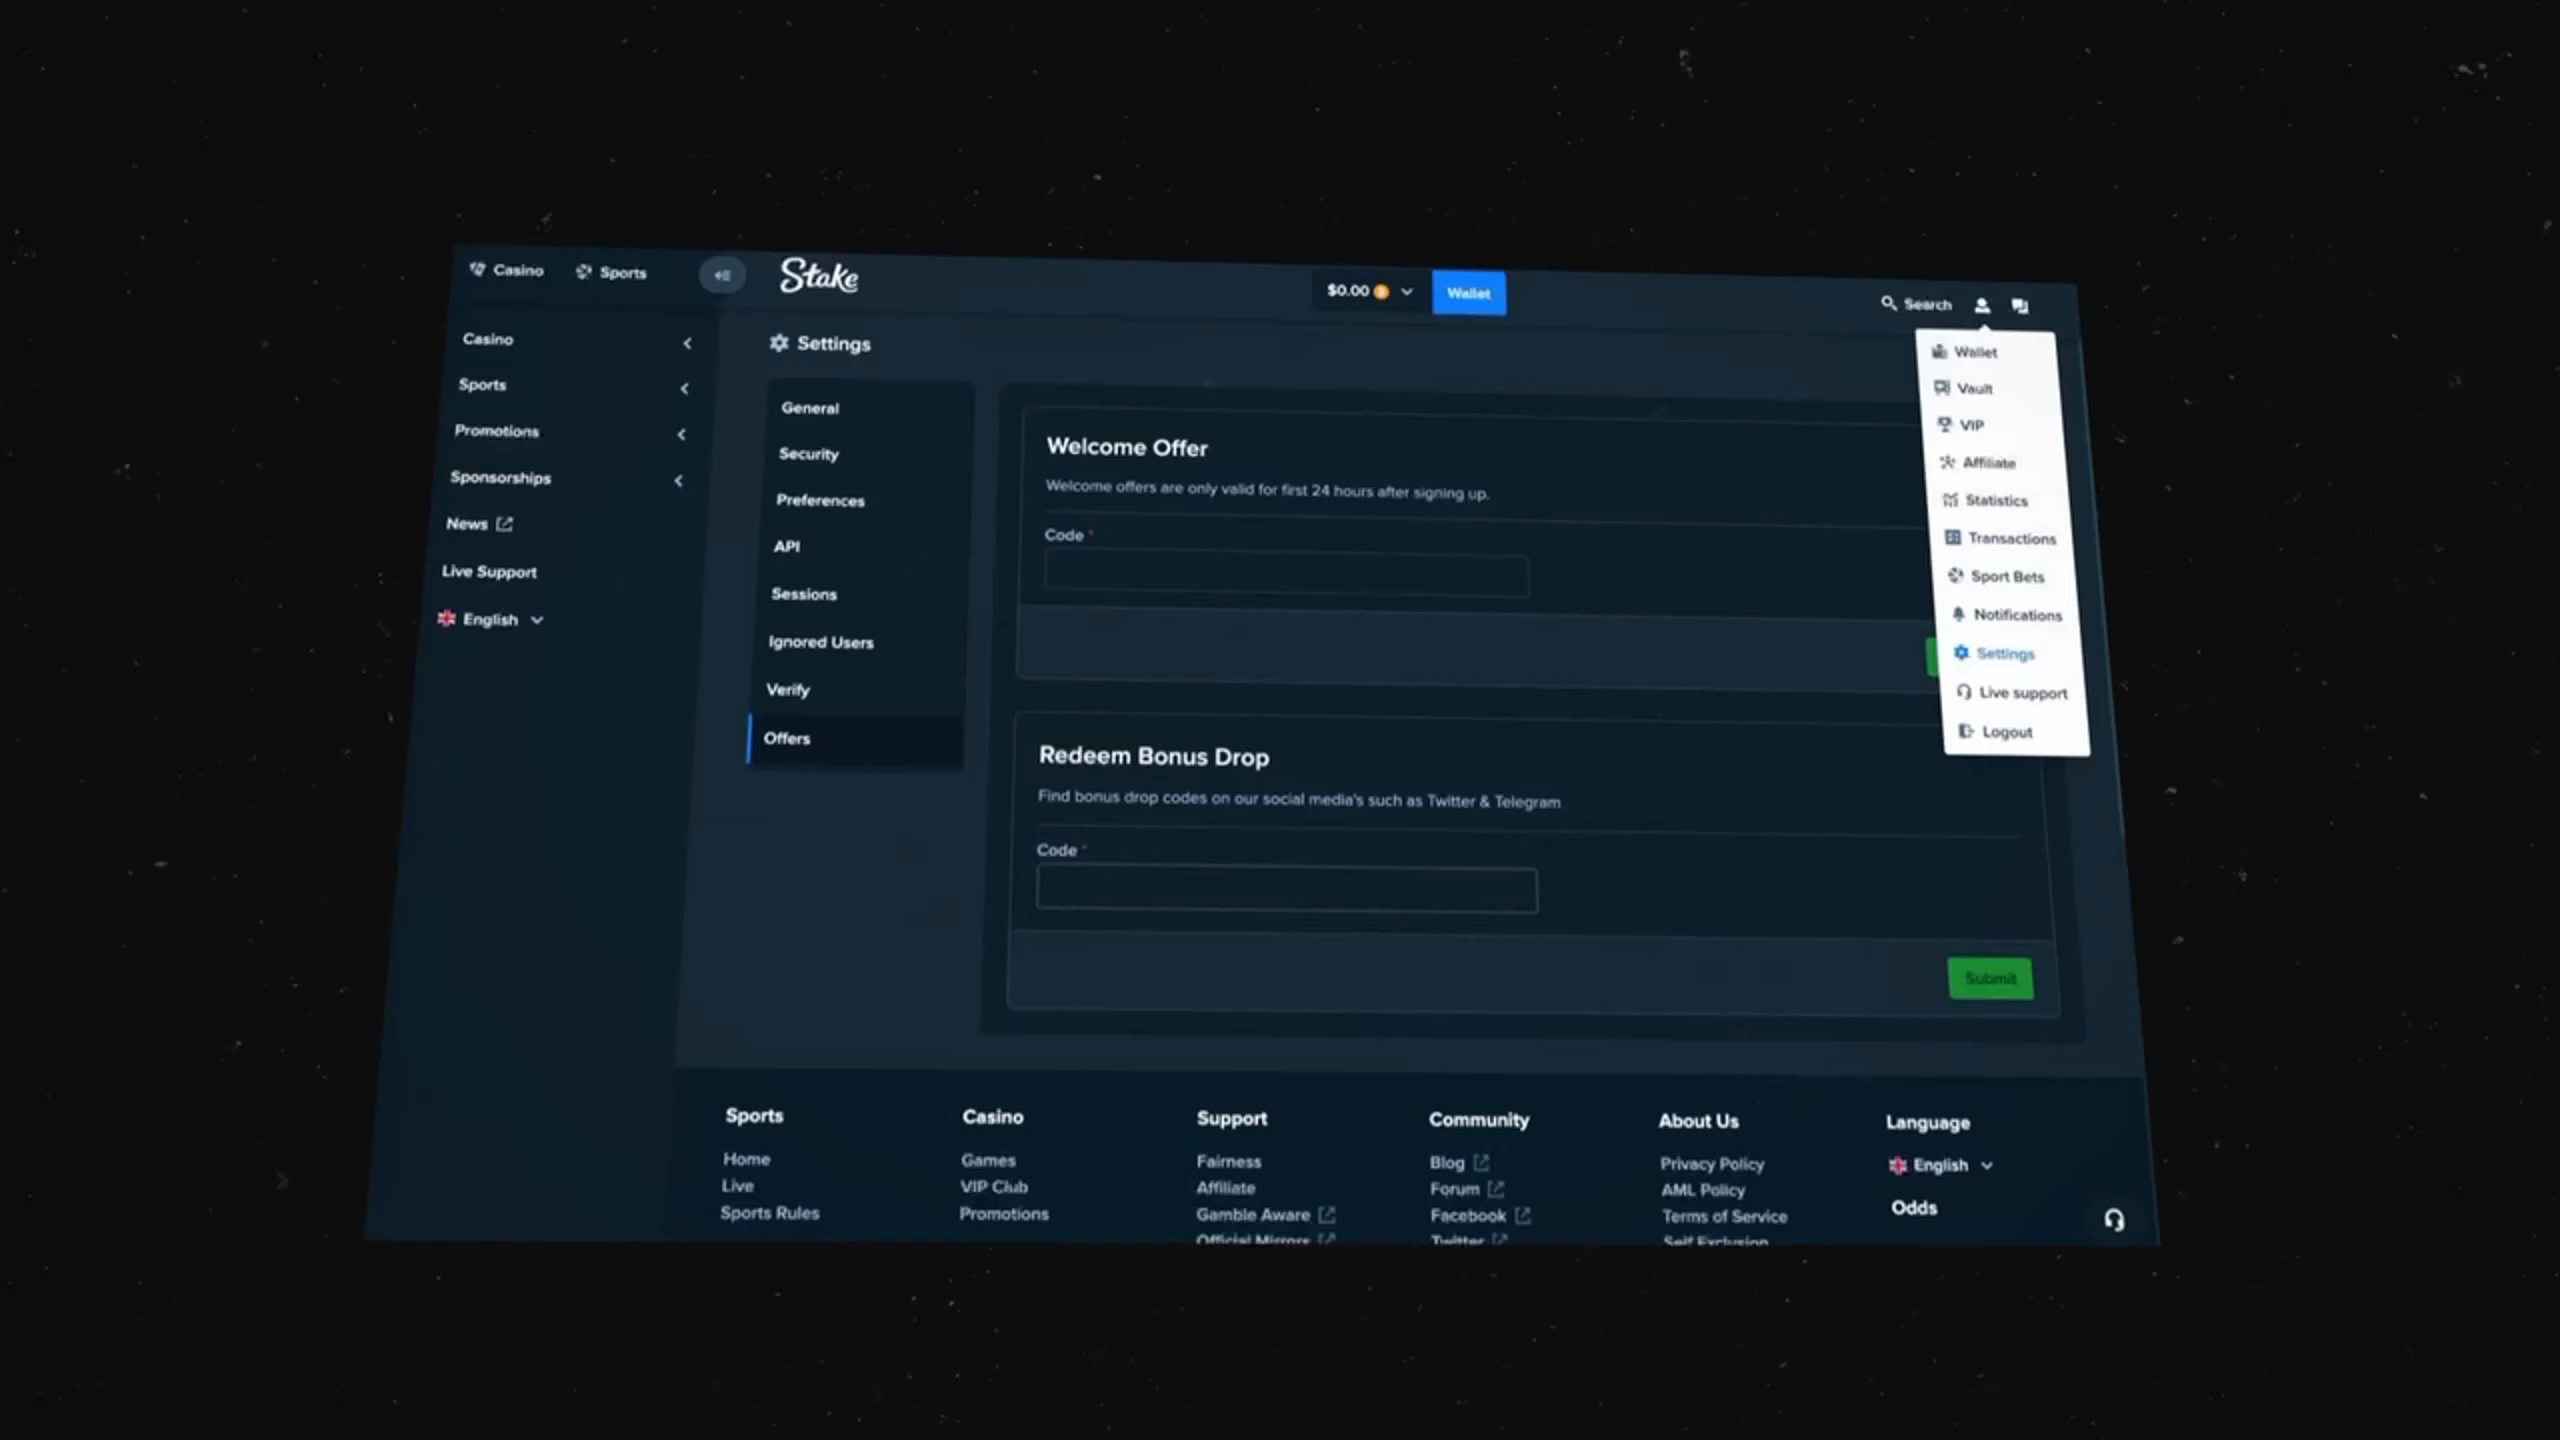 Casino
Sports
Stake
$0.00
Wallet
Search
Casino
Sports
Promotions
Sponsorships
News
Live Support
English
Settings
General
Security
Preferences
API
Sessions
Ignored Users
Verify
Offers
Welcome Offer
Welcome offers are only valid for first 24 hours after signing up.
Code *
Redeem Bonus Drop
Find bonus drop codes on our social media's such as Twitter & Telegram
Code *
Submit
Wallet
Vault
VIP
Affiliate
Statistics
Transactions
Sport Bets
Notifications
Settings
Live support
Logout
Sports
Home
Live
Sports Rules
Casino
Games
VIP Club
Promotions
Support
Fairness
Affiliate
Gamble Aware
Official Mirrors
Community
Blog
Forum
Facebook
Twitter
About Us
Privacy Policy
AML Policy
Terms of Service
Self Exclusion
Language
English
Odds